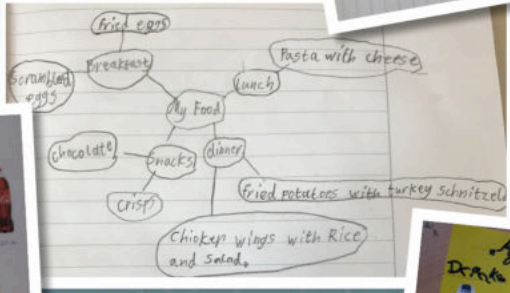 fried eggs
Breakfast
Scrambled
eggs
Pasta with cheese
lunch
My Food
chocolate
Snacks
dinner
crisps
fried potatoes with turkey schnitzel
Chicken wings with Rice
and salad.